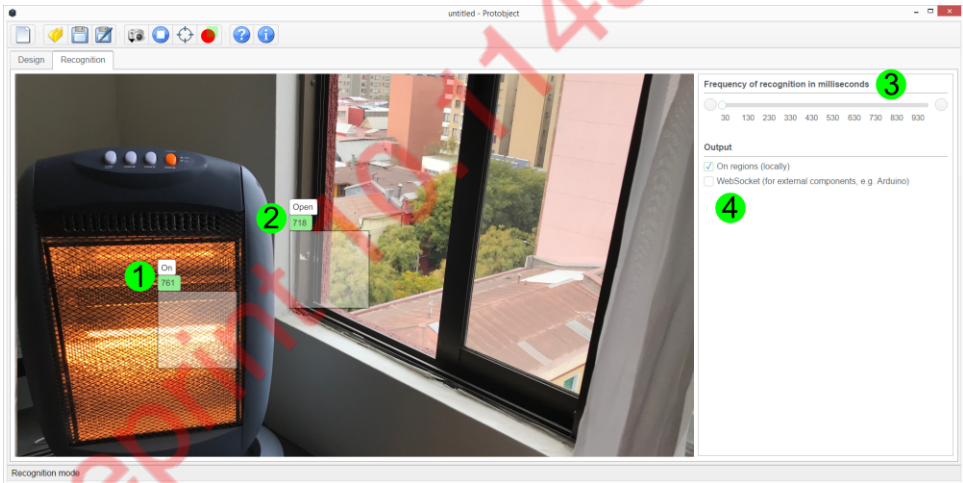 untitled - Protobject
Design Recognition
Frequency of recognition in milliseconds
3
30 130 230 330 430 530 630 730 830 930
Output
On regions (locally)
WebSocket (for external components, e.g. Arduino)
4
2
Open
718
1
On
761
Recognition mode